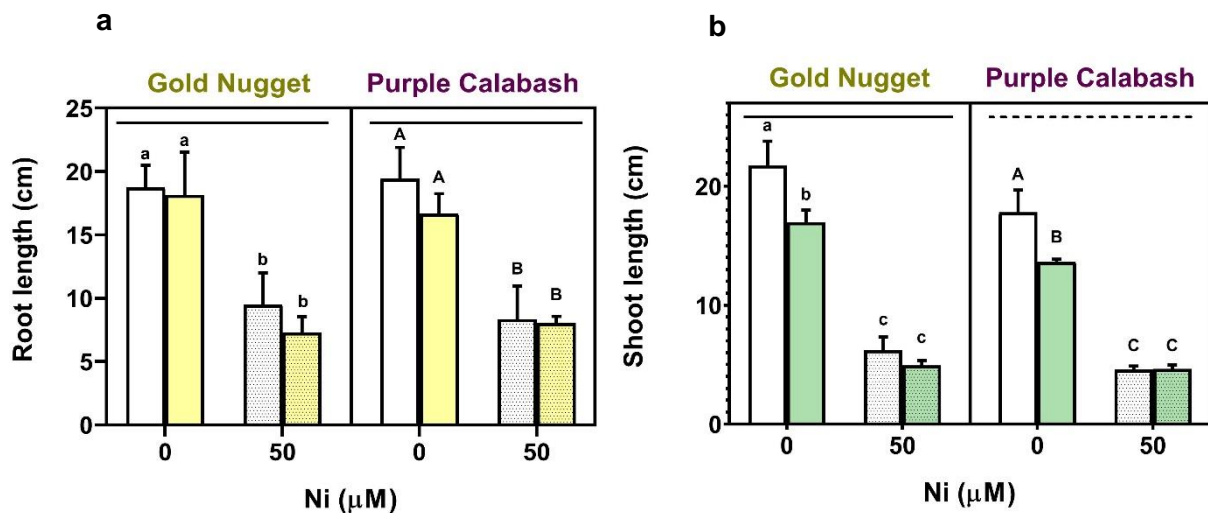 a
Gold Nugget Purple Calabash
Root length (cm)
25
20
15
10
5
0
a a b b A A B B
0 50 0 50
Ni (μM)
b
Gold Nugget Purple Calabash
Shoot length (cm)
20
10
0
a b c c A B C C
0 50 0 50
Ni (μM)